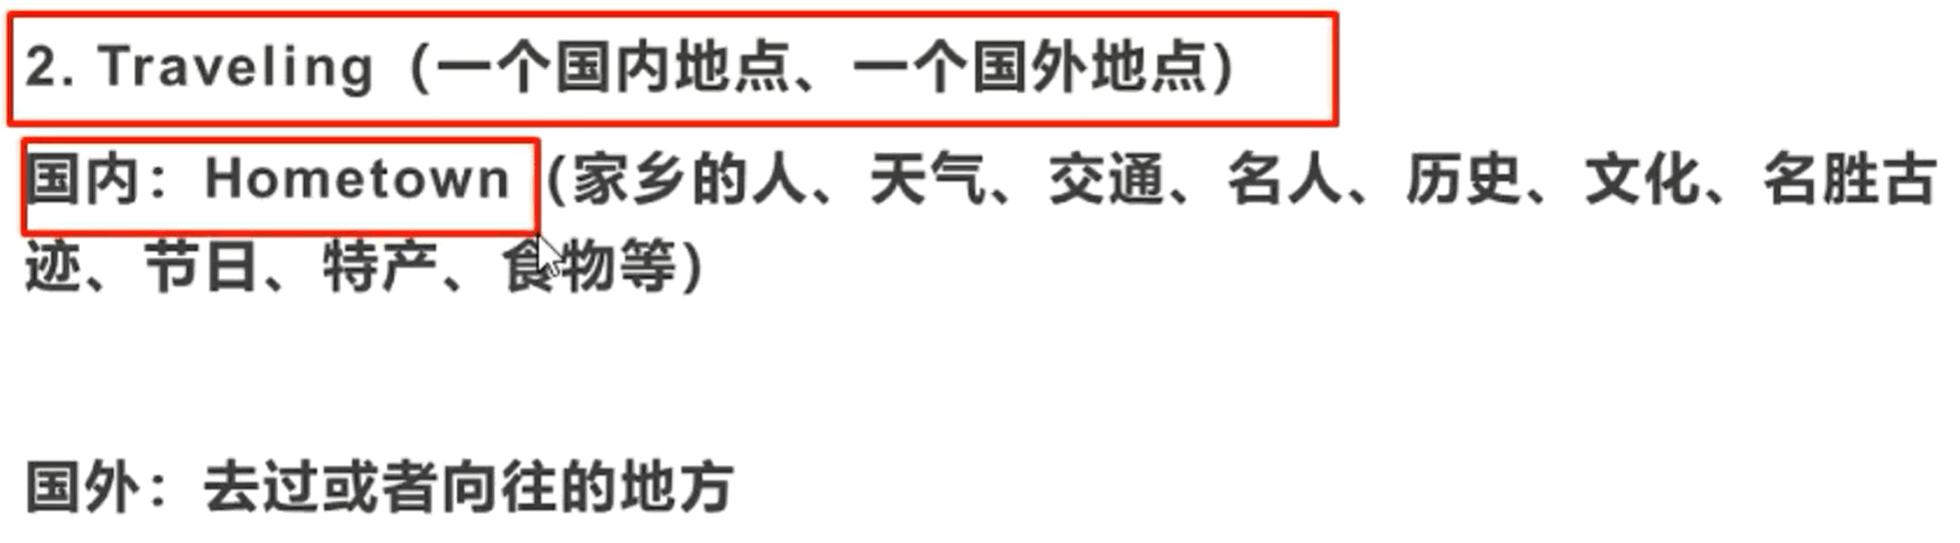 2. Traveling（一个国内地点、一个国外地点）
国内：Hometown（家乡的人、天气、交通、名人、历史、文化、名胜古
迹、节日、特产、食物等）
国外：去过或者向往的地方